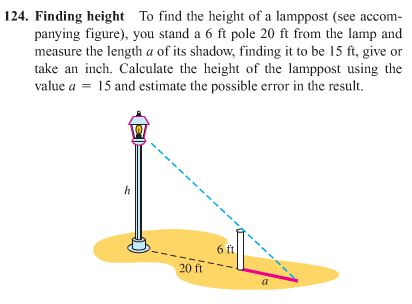 124. Finding height To find the height of a lamppost (see accom-
panying figure), you stand a 6 ft pole 20 ft from the lamp and
measure the length a of its shadow, finding it to be 15 ft, give or
take an inch. Calculate the height of the lamppost using the
value a = 15 and estimate the possible error in the result.
h
6 ft
20 ft
a